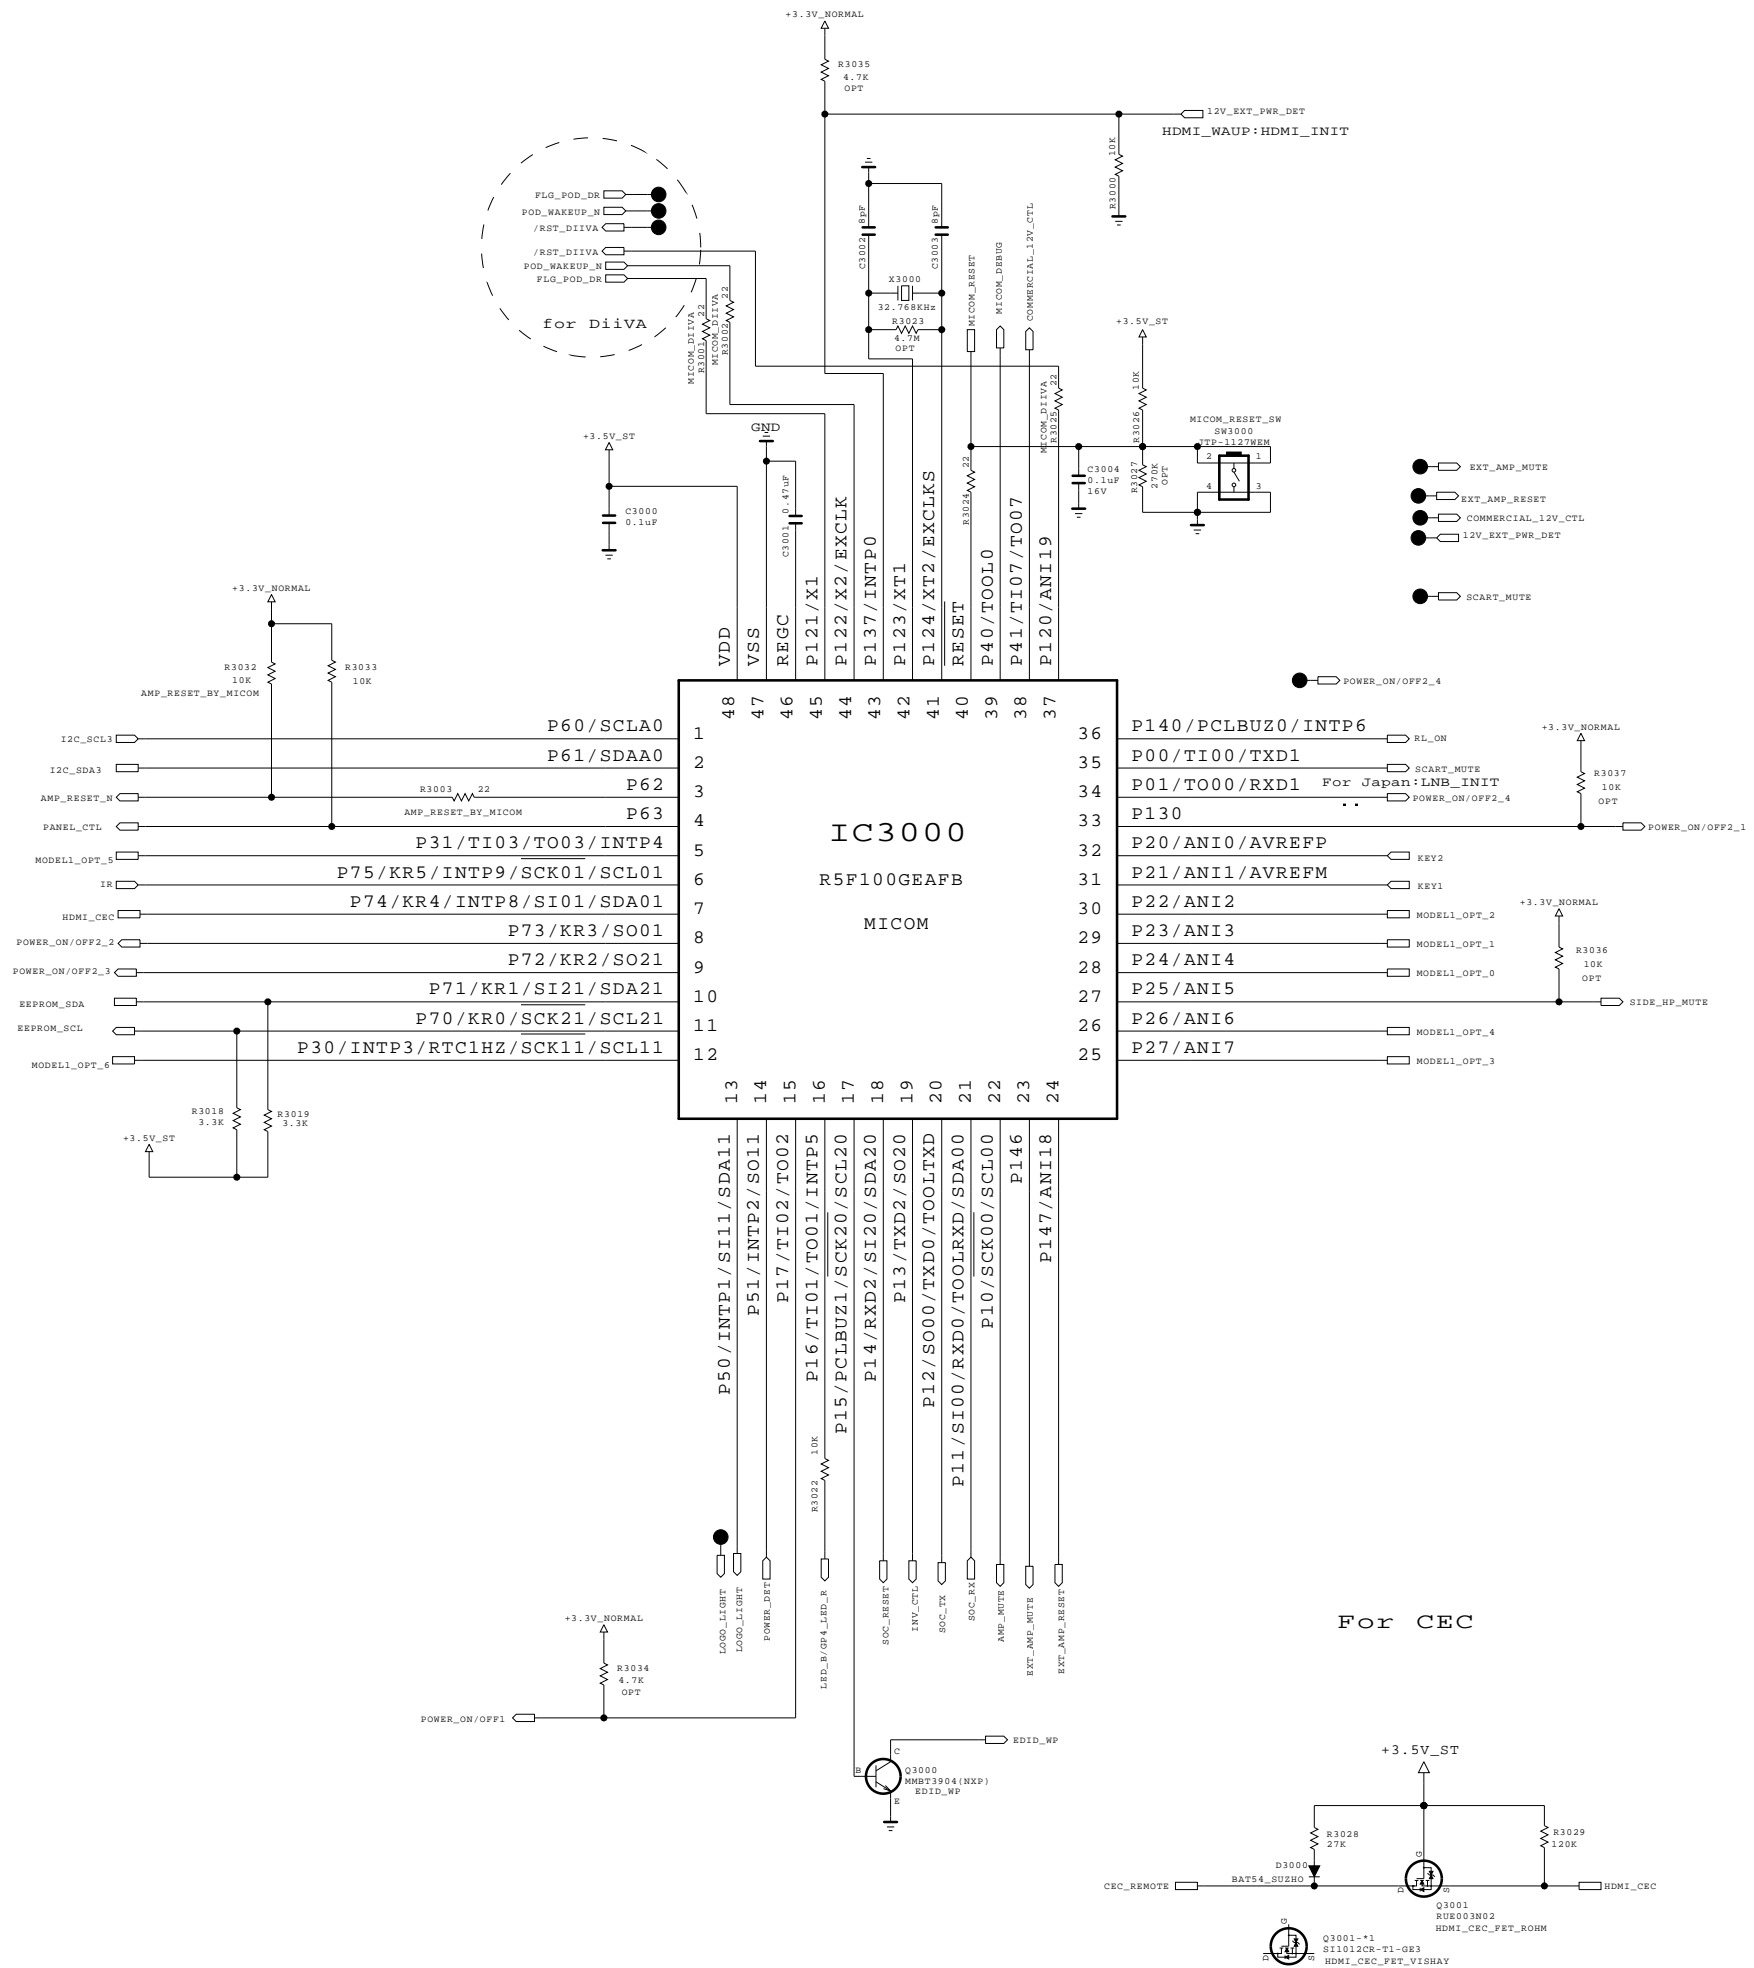 +3.3V_NORMAL
R3035
4.7K
OPT
12V_EXT_PWR_DET
HDMI_WAUP:HDMI_INIT
10K
R3000
FLG_POD_DR
POD_WAKEUP_N
/RST_DIIVA
/RST_DIIVA
POD_WAKEUP_N
FLG_POD_DR
for DiiVA
MICOM_DIIVA
R3001
22
MICOM_DIIVA
R3002
22
C3002
8pF
C3003
8pF
X3000
32.768KHz
R3023
4.7M
OPT
MICOM_RESET
MICOM_DEBUG
COMMERCIAL_12V_CTL
+3.5V_ST
10K
R3026
MICOM_DIIVA
R3025
22
MICOM_RESET_SW
SW3000
JTP-1127WEM
2
1
4
3
R3027
270K
OPT
C3004
0.1uF
16V
R3024
22
+3.5V_ST
C3000
0.1uF
GND
C3001
0.47uF
EXT_AMP_MUTE
EXT_AMP_RESET
COMMERCIAL_12V_CTL
12V_EXT_PWR_DET
SCART_MUTE
POWER_ON/OFF2_4
VDD
VSS
REGC
P121/X1
P122/X2/EXCLK
P137/INTP0
P123/XT1
P124/XT2/EXCLKS
RESET
P40/TOOL0
P41/TI07/TO07
P120/ANI19
48
47
46
45
44
43
42
41
40
39
38
37
+3.3V_NORMAL
R3032
10K
AMP_RESET_BY_MICOM
R3033
10K
I2C_SCL3
P60/SCLA0
1
I2C_SDA3
P61/SDAA0
2
AMP_RESET_N
R3003
22
AMP_RESET_BY_MICOM
P62
3
PANEL_CTL
P63
4
MODEL1_OPT_5
P31/TI03/TO03/INTP4
5
IR
P75/KR5/INTP9/SCK01/SCL01
6
HDMI_CEC
P74/KR4/INTP8/SI01/SDA01
7
POWER_ON/OFF2_2
P73/KR3/SO01
8
POWER_ON/OFF2_3
P72/KR2/SO21
9
EEPROM_SDA
P71/KR1/SI21/SDA21
10
EEPROM_SCL
P70/KR0/SCK21/SCL21
11
MODEL1_OPT_6
P30/INTP3/RTC1HZ/SCK11/SCL11
12
R3018
3.3K
R3019
3.3K
+3.5V_ST
IC3000
R5F100GEAFB
MICOM
36
P140/PCLBUZ0/INTP6
RL_ON
35
P00/TI00/TXD1
SCART_MUTE
34
P01/TO00/RXD1
For Japan:LNB_INIT
POWER_ON/OFF2_4
33
P130
POWER_ON/OFF2_1
+3.3V_NORMAL
R3037
10K
OPT
32
P20/ANI0/AVREFP
KEY2
31
P21/ANI1/AVREFM
KEY1
30
P22/ANI2
MODEL1_OPT_2
29
P23/ANI3
MODEL1_OPT_1
28
P24/ANI4
MODEL1_OPT_0
27
P25/ANI5
SIDE_HP_MUTE
+3.3V_NORMAL
R3036
10K
OPT
26
P26/ANI6
MODEL1_OPT_4
25
P27/ANI7
MODEL1_OPT_3
13
14
15
16
17
18
19
20
21
22
23
24
P50/INTP1/SI11/SDA11
P51/INTP2/SO11
P17/TI02/TO02
P16/TI01/TO01/INTP5
P15/PCLBUZ1/SCK20/SCL20
P14/RXD2/SI20/SDA20
P13/TXD2/SO20
P12/SO00/TXD0/TOOLTXD
P11/SI00/RXD0/TOOLRXD/SDA00
P10/SCK00/SCL00
P146
P147/ANI18
R3022
10K
LOGO_LIGHT
LOGO_LIGHT
POWER_DET
LED_B/GP4_LED_R
SOC_RESET
INV_CTL
SOC_TX
SOC_RX
AMP_MUTE
EXT_AMP_MUTE
EXT_AMP_RESET
+3.3V_NORMAL
R3034
4.7K
OPT
POWER_ON/OFF1
EDID_WP
C
B
E
Q3000
MMBT3904(NXP)
EDID_WP
For CEC
+3.5V_ST
R3028
27K
R3029
120K
D3000
BAT54_SUZHO
CEC_REMOTE
G
D
S
HDMI_CEC
Q3001
RUE003N02
HDMI_CEC_FET_ROHM
G
D
S
Q3001-*1
SI1012CR-T1-GE3
HDMI_CEC_FET_VISHAY